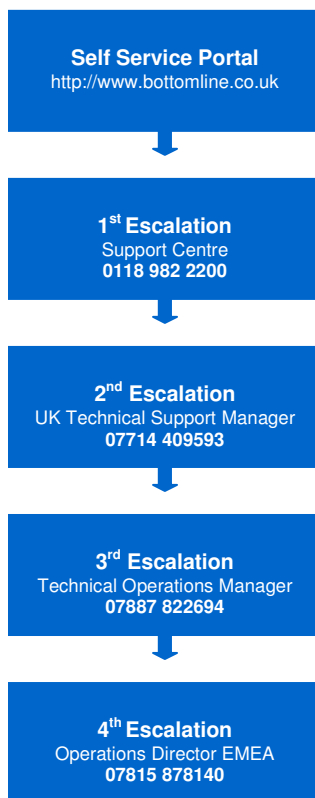 Self Service Portal
http://www.bottomline.co.uk
1st Escalation
Support Centre
0118 982 2200
2nd Escalation
UK Technical Support Manager
07714 409593
3rd Escalation
Technical Operations Manager
07887 822694
4th Escalation
Operations Director EMEA
07815 878140